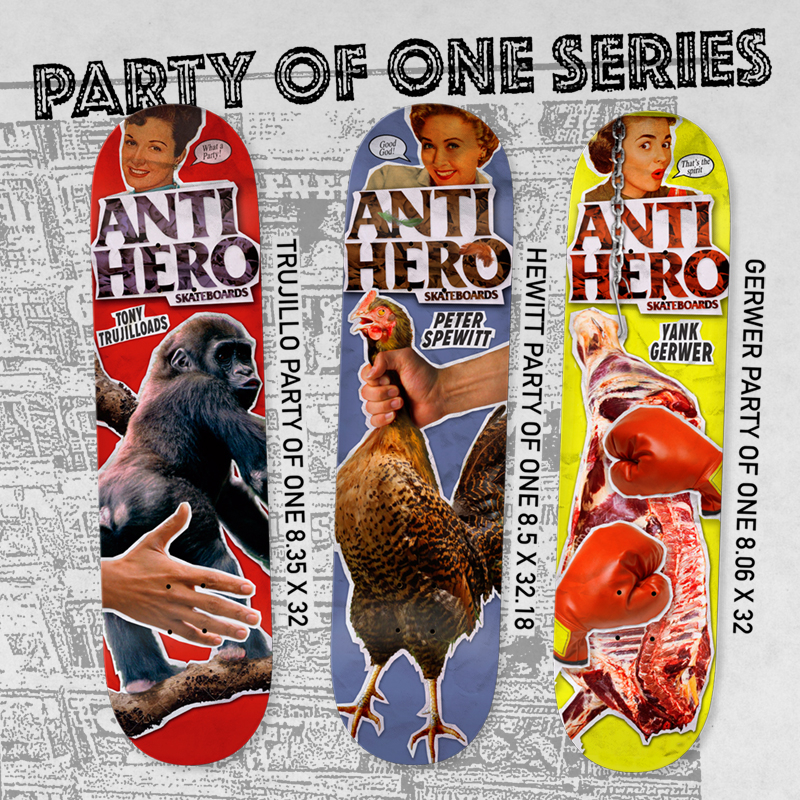 PARTY OF ONE SERIES
What a
Party!
ANTI
HERO
SKATEBOARDS
TONY
TRUJILLOADS
TRUJILLO PARTY OF ONE 8.35 X 32
Good
God!
ANTI
HERO
SKATEBOARDS
PETER
SPEWITT
HEWITT PARTY OF ONE 8.5 X 32.18
That's the
spirit
ANTI
HERO
SKATEBOARDS
YANK
GERWER
GERWER PARTY OF ONE 8.06 X 32